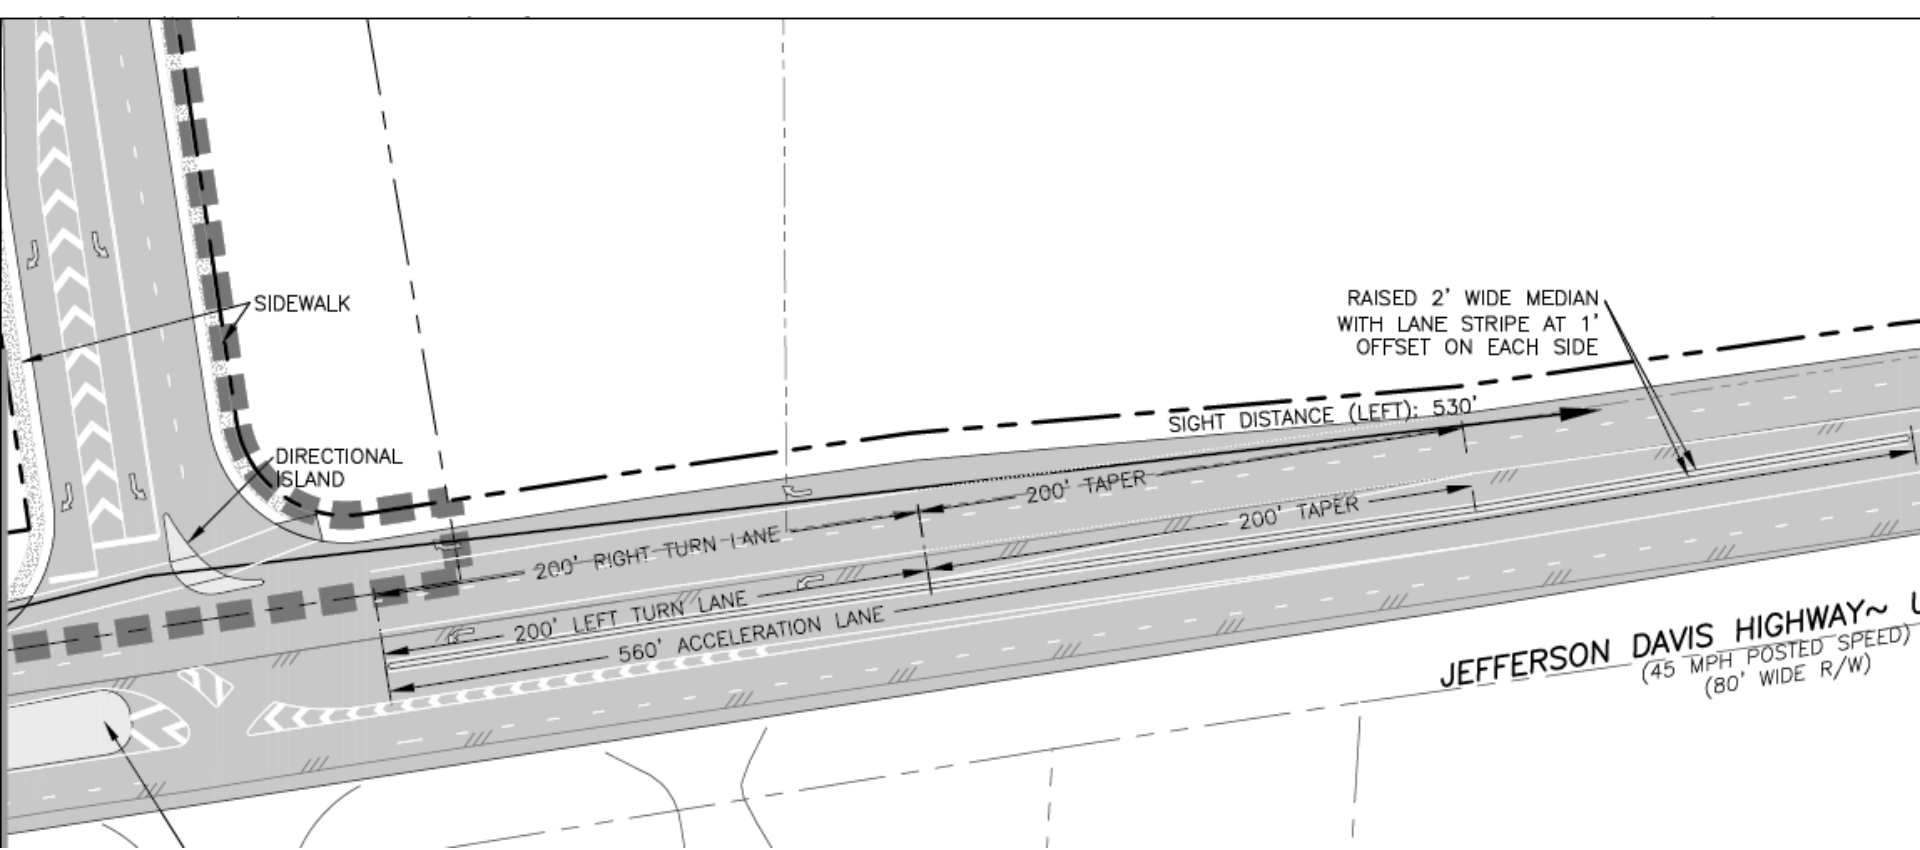 RAISED 2' WIDE MEDIAN
WITH LANE STRIPE AT 1'
OFFSET ON EACH SIDE
SIDEWALK
SIGHT DISTANCE (LEFT): 530'
DIRECTIONAL
ISLAND
200' TAPER
200' TAPER
200' RIGHT TURN LANE
200' LEFT TURN LANE
560' ACCELERATION LANE
JEFFERSON DAVIS HIGHWAY~
(45 MPH POSTED SPEED)
(80' WIDE R/W)